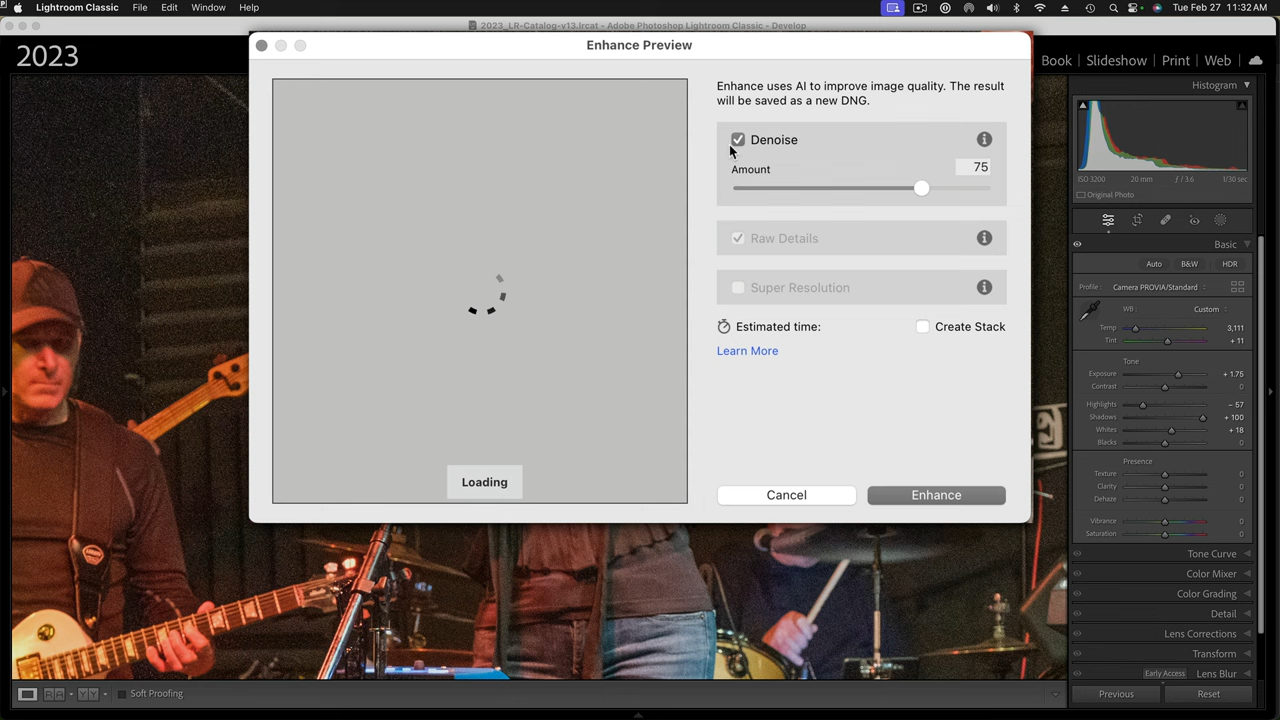 Lightroom Classic File Edit Window Help Tue Feb 27 11:32 AM
2023_LR-Catalog-v13.lrcat - Adobe Photoshop Lightroom Classic - Develop
2023
Book | Slideshow | Print | Web
Enhance Preview
Enhance uses AI to improve image quality. The result
will be saved as a new DNG.
Denoise
Amount 75
Raw Details
Super Resolution
Estimated time: Create Stack
Learn More
Loading
Cancel Enhance
Histogram
ISO 3200 20 mm ƒ / 3.6 1/30 sec
Original Photo
Basic
Auto B&W HDR
Profile : Camera PROVIA/Standard
WB : Custom
Temp 3,111
Tint + 11
Tone
Exposure + 1.75
Contrast 0
Highlights − 57
Shadows + 100
Whites + 18
Blacks 0
Presence
Texture 0
Clarity 0
Dehaze 0
Vibrance 0
Saturation 0
Tone Curve
Color Mixer
Color Grading
Detail
Lens Corrections
Transform
Early Access Lens Blur
Soft Proofing
Previous Reset